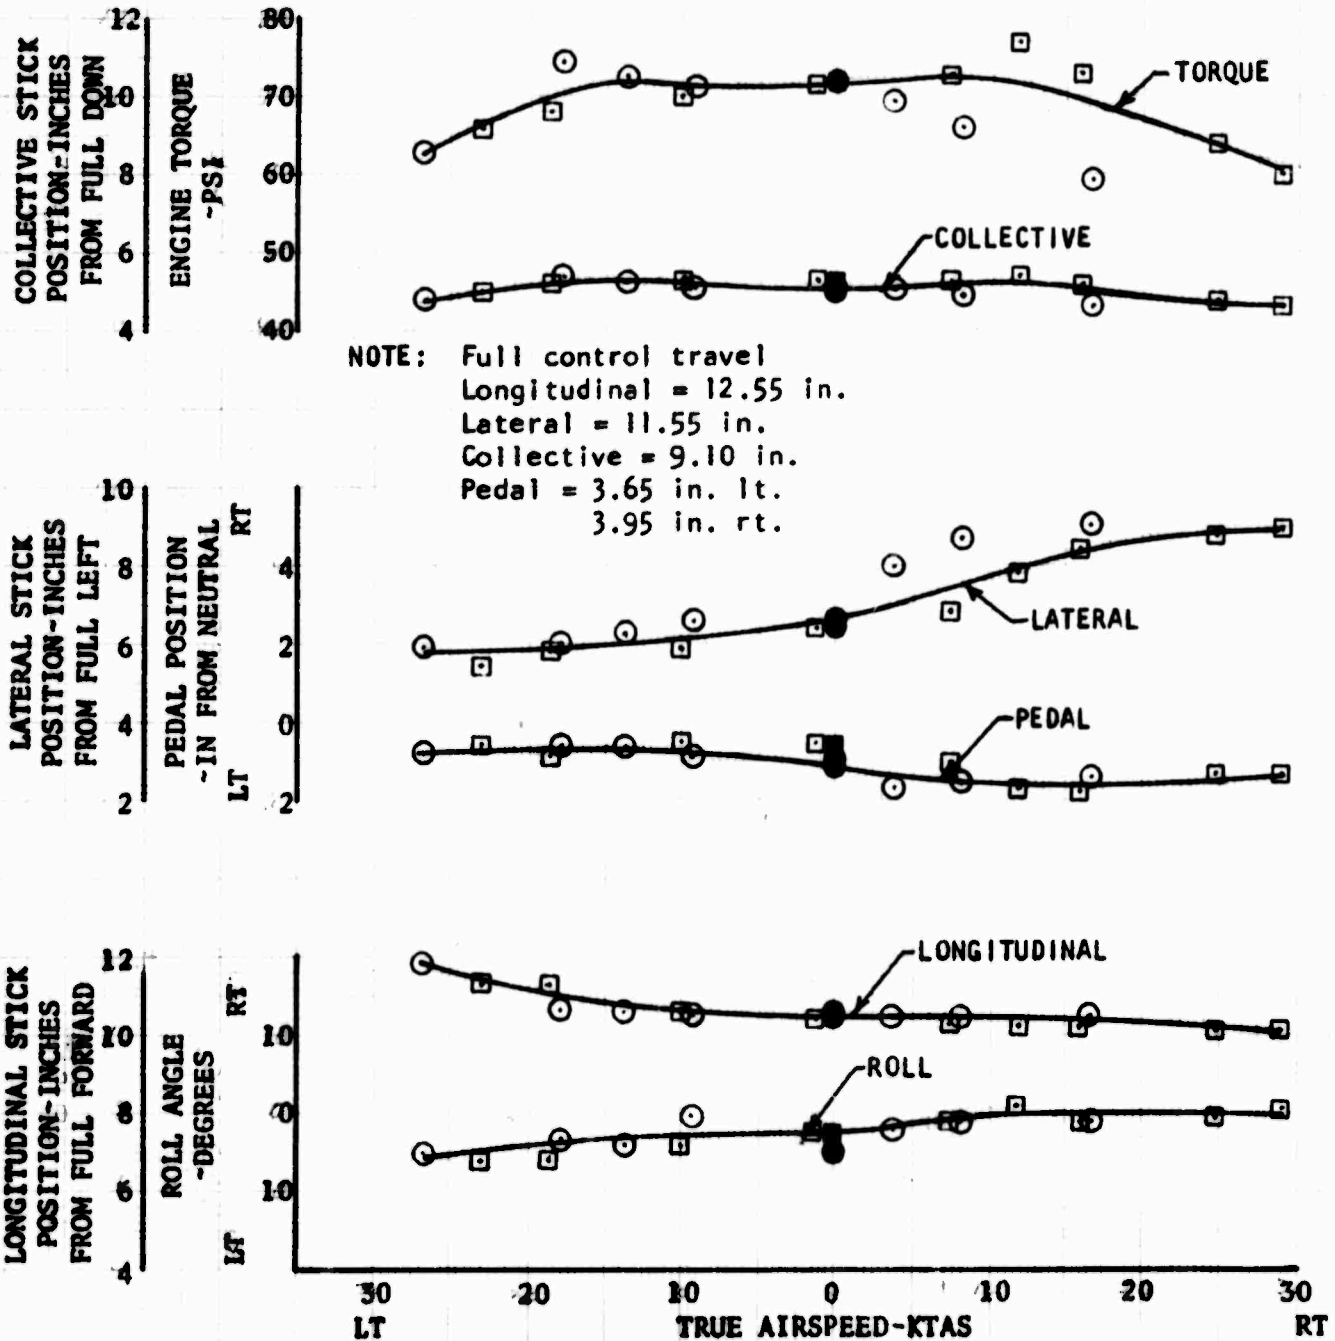 COLLECTIVE STICK
POSITION-INCHES
FROM FULL DOWN
12
10
8
6
4
ENGINE TORQUE
~PSI
80
70
60
50
40
TORQUE
COLLECTIVE
NOTE: Full control travel
Longitudinal = 12.55 in.
Lateral = 11.55 in.
Collective = 9.10 in.
Pedal = 3.65 in. lt.
3.95 in. rt.
LATERAL STICK
POSITION-INCHES
FROM FULL LEFT
10
8
6
4
2
PEDAL POSITION
~IN FROM NEUTRAL
LT
RT
4
2
0
2
LATERAL
PEDAL
LONGITUDINAL STICK
POSITION-INCHES
FROM FULL FORWARD
12
10
8
6
4
ROLL ANGLE
~DEGREES
LT
RT
10
0
10
LONGITUDINAL
ROLL
30 20 10 0 10 20 30
LT TRUE AIRSPEED-KTAS RT